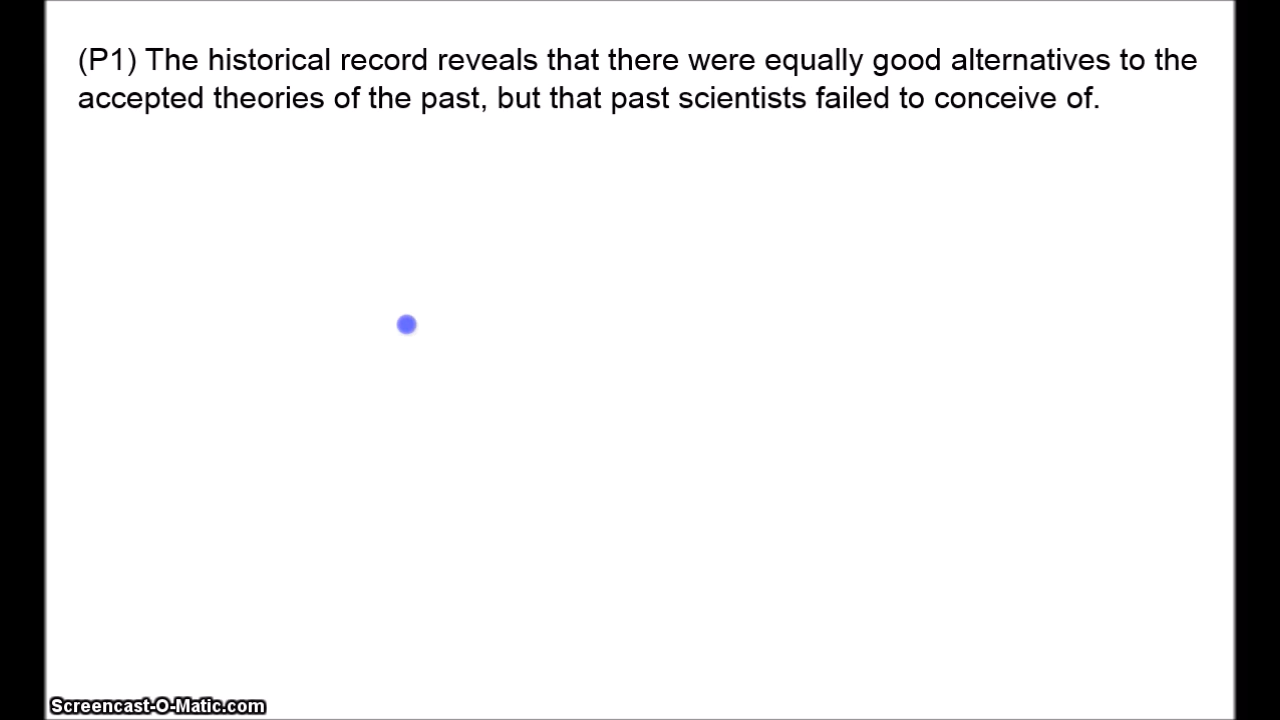 (P1) The historical record reveals that there were equally good alternatives to the
accepted theories of the past, but that past scientists failed to conceive of.
Screencast-O-Matic.com